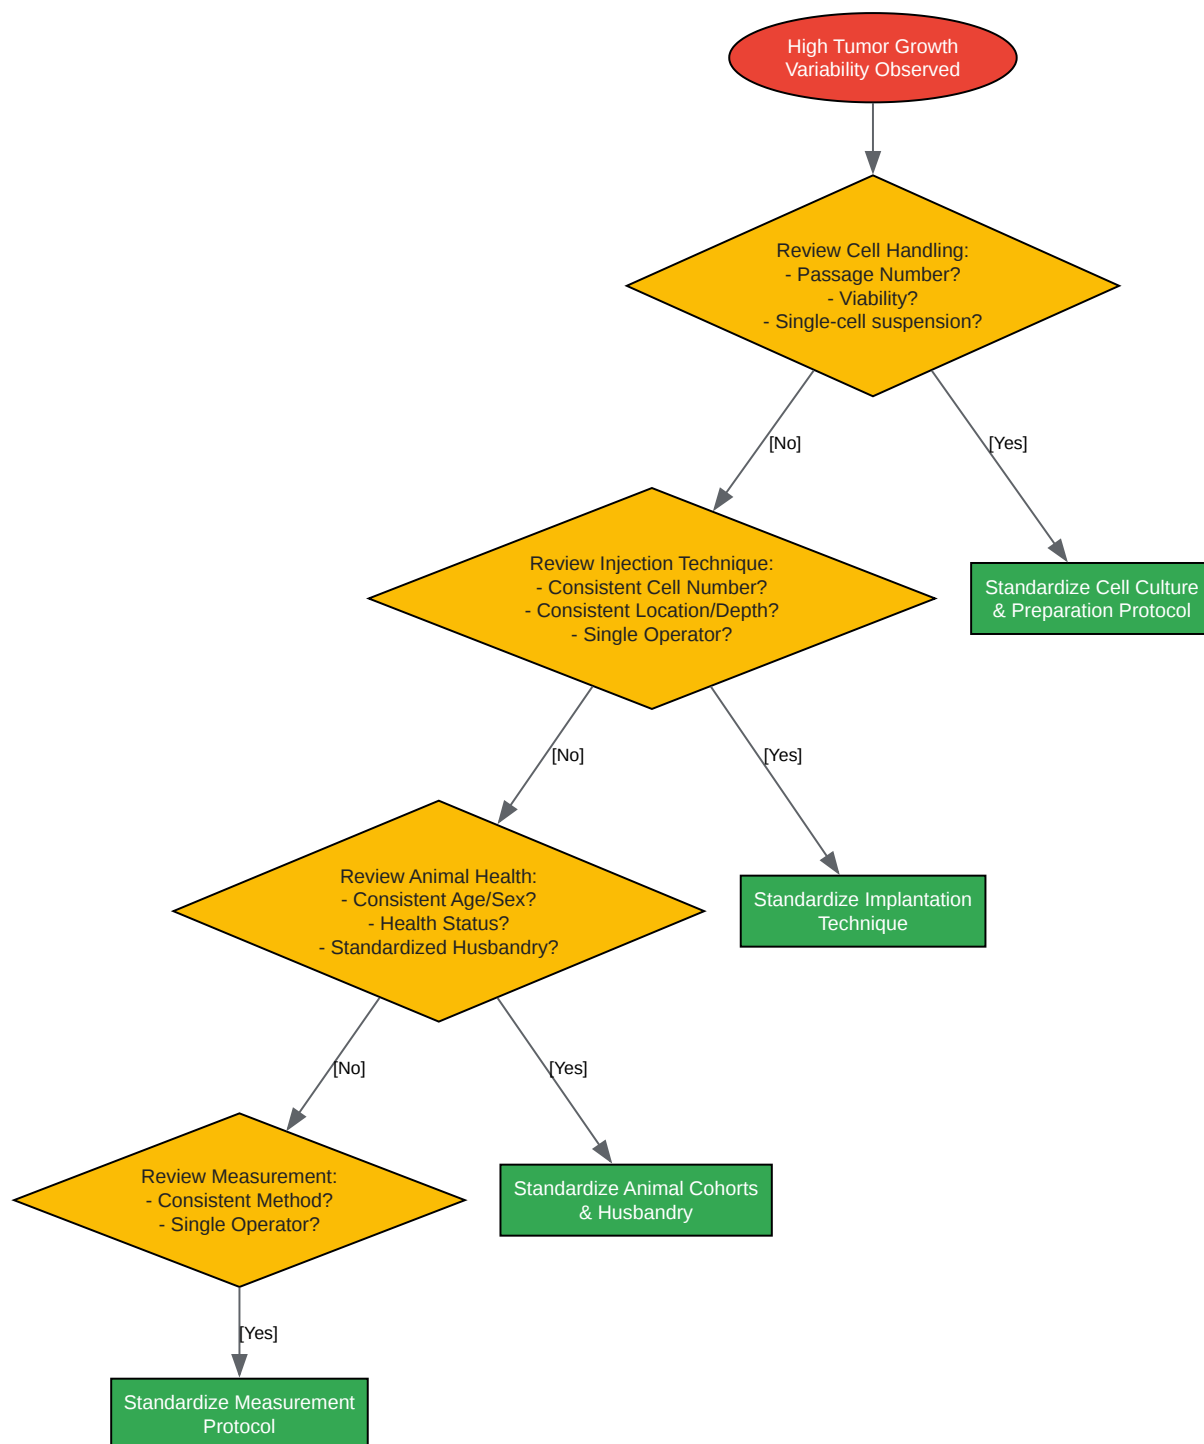 High Tumor Growth
Variability Observed
Review Cell Handling:
- Passage Number?
- Viability?
- Single-cell suspension?
[No]
[Yes]
Review Injection Technique:
- Consistent Cell Number?
- Consistent Location/Depth?
- Single Operator?
Standardize Cell Culture
& Preparation Protocol
[No]
[Yes]
Review Animal Health:
- Consistent Age/Sex?
- Health Status?
- Standardized Husbandry?
Standardize Implantation
Technique
[No]
[Yes]
Review Measurement:
- Consistent Method?
- Single Operator?
Standardize Animal Cohorts
& Husbandry
[Yes]
Standardize Measurement
Protocol